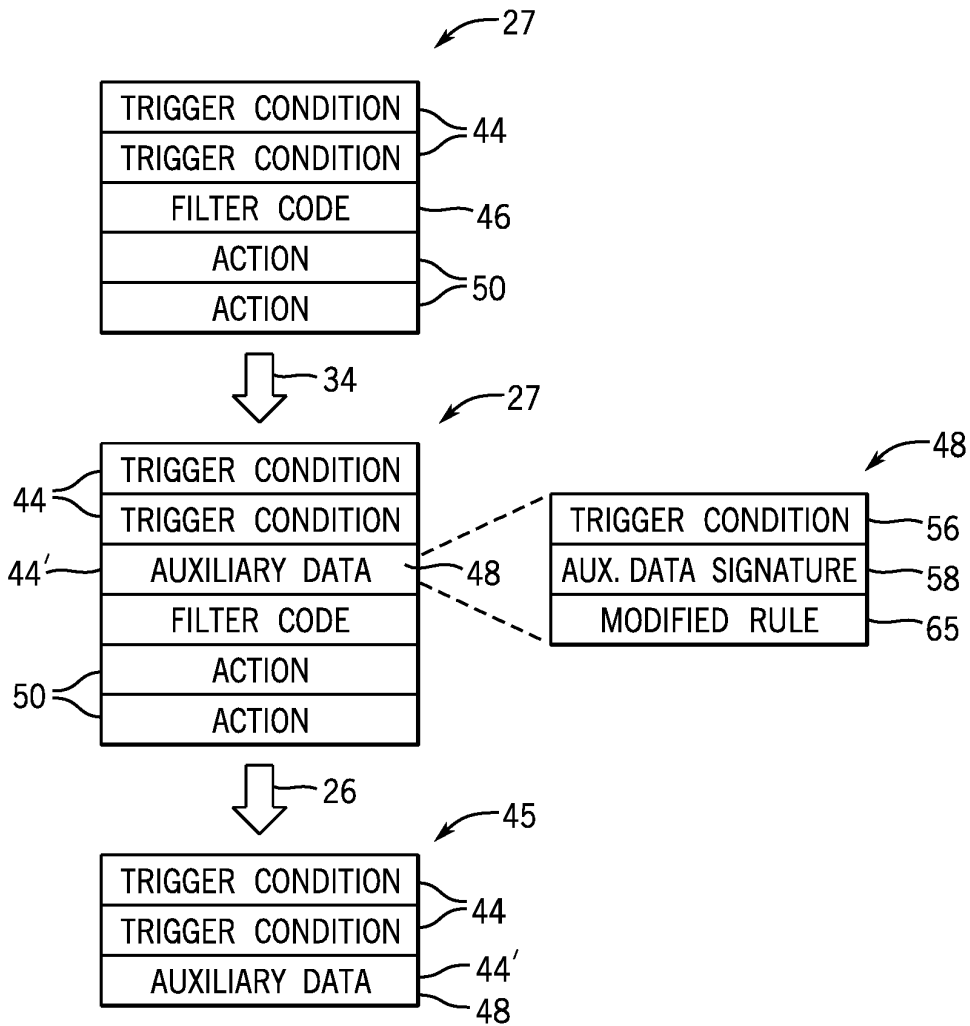 27
TRIGGER CONDITION
TRIGGER CONDITION
44
FILTER CODE
46
ACTION
ACTION
50
34
27
44
TRIGGER CONDITION
TRIGGER CONDITION
44′
AUXILIARY DATA
48
FILTER CODE
50
ACTION
ACTION
48
TRIGGER CONDITION
56
AUX. DATA SIGNATURE
58
MODIFIED RULE
65
26
45
TRIGGER CONDITION
TRIGGER CONDITION
44
AUXILIARY DATA
44′
48